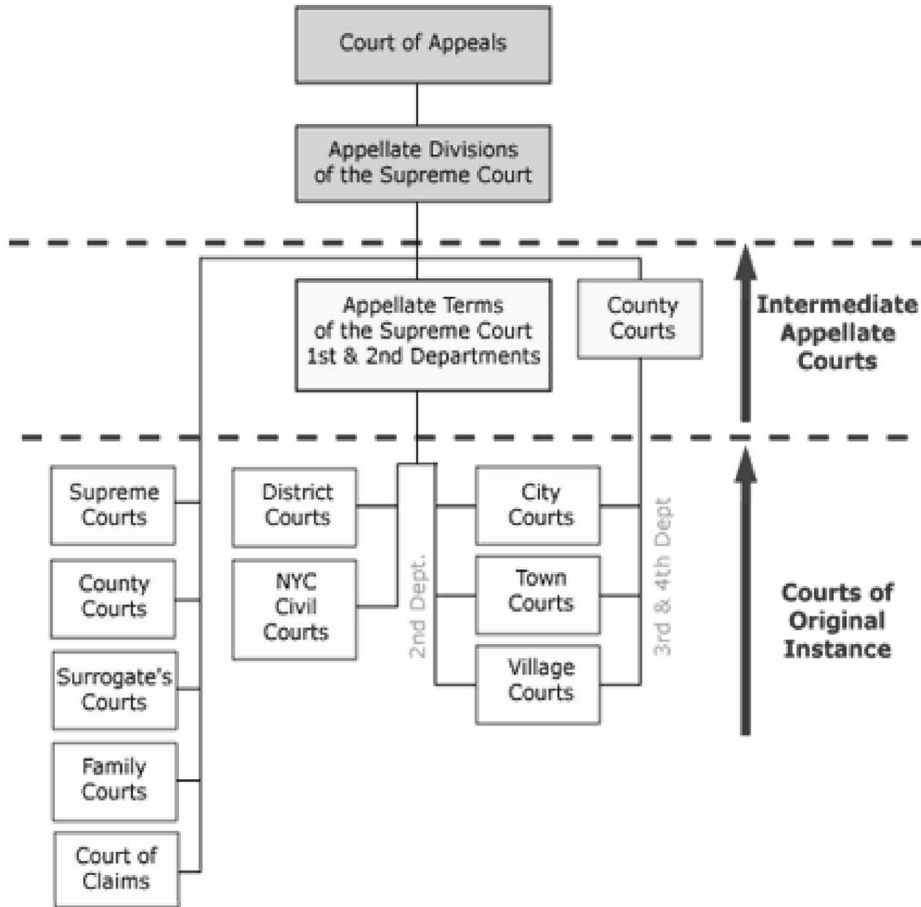 Court of Appeals
Appellate Divisions
of the Supreme Court
Appellate Terms
of the Supreme Court
1st & 2nd Departments
County
Courts
Intermediate
Appellate
Courts
Supreme
Courts
County
Courts
Surrogate's
Courts
Family
Courts
Court of
Claims
District
Courts
NYC
Civil
Courts
2nd Dept.
City
Courts
Town
Courts
Village
Courts
3rd & 4th Dept
Courts of
Original
Instance